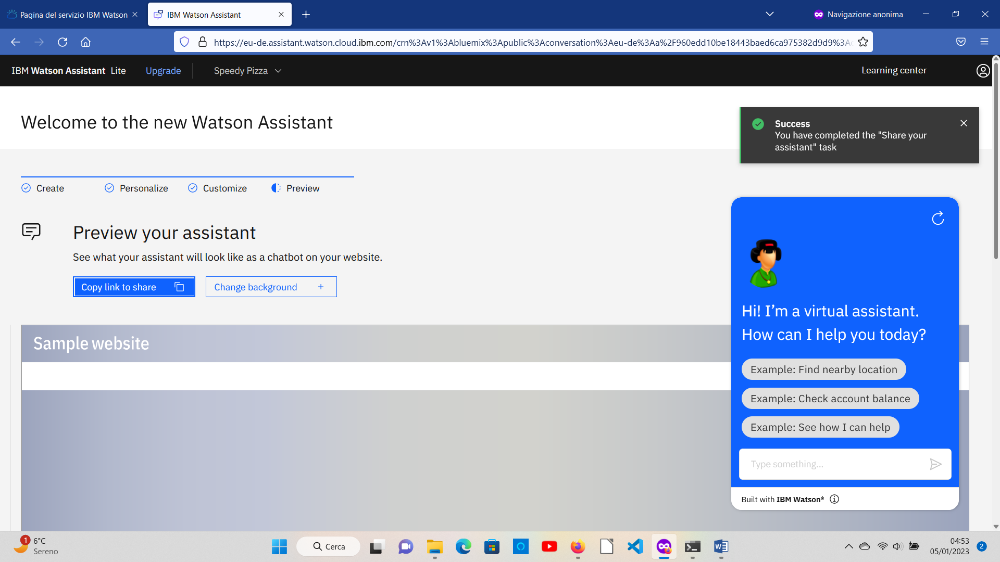 Pagina del servizio IBM Watson
IBM Watson Assistant
Navigazione anonima
https://eu-de.assistant.watson.cloud.ibm.com/crn%3Av1%3Abluemix%3Apublic%3Aconversation%3Aeu-de%3Aa%2F960edd10be18443baed6ca975382d9d9%3A
IBM Watson Assistant Lite
Upgrade
Speedy Pizza
Learning center
Welcome to the new Watson Assistant
Success
You have completed the "Share your
assistant" task
Create
Personalize
Customize
Preview
Preview your assistant
See what your assistant will look like as a chatbot on your website.
Copy link to share
Change background +
Sample website
Hi! I’m a virtual assistant.
How can I help you today?
Example: Find nearby location
Example: Check account balance
Example: See how I can help
Type something...
Built with IBM Watson®
1
6°C
Sereno
Cerca
04:53
05/01/2023
2